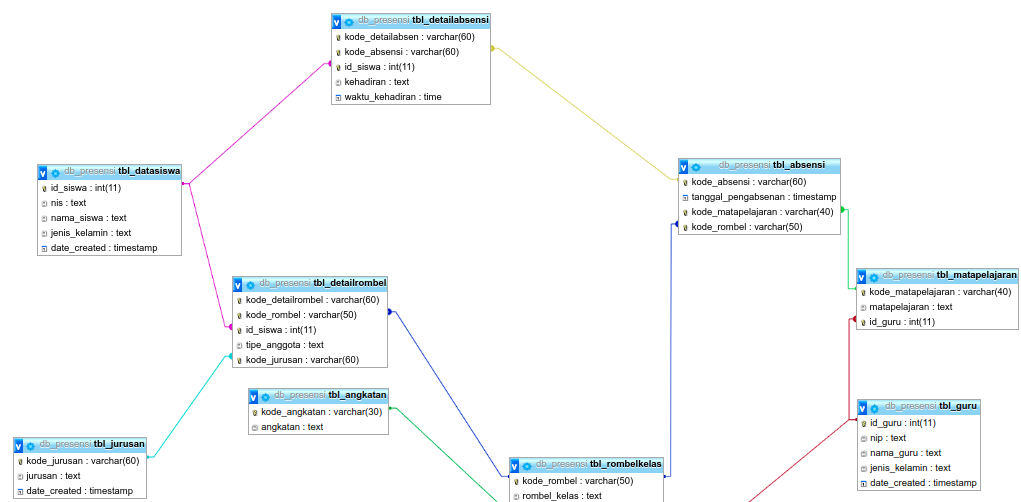 db_presensi tbl_detailabsensi
kode_detailabsen : varchar(60)
kode_absensi : varchar(60)
id_siswa : int(11)
kehadiran : text
waktu_kehadiran : time
db_presensi tbl_datasiswa
id_siswa : int(11)
nis : text
nama_siswa : text
jenis_kelamin : text
date_created : timestamp
db_presensi tbl_absensi
kode_absensi : varchar(60)
tanggal_pengabsenan : timestamp
kode_matapelajaran : varchar(40)
kode_rombel : varchar(50)
db_presensi tbl_detailrombel
kode_detailrombel : varchar(60)
kode_rombel : varchar(50)
id_siswa : int(11)
tipe_anggota : text
kode_jurusan : varchar(60)
db_presensi tbl_matapelajaran
kode_matapelajaran : varchar(40)
matapelajaran : text
id_guru : int(11)
db_presensi tbl_angkatan
kode_angkatan : varchar(30)
angkatan : text
db_presensi tbl_guru
id_guru : int(11)
nip : text
nama_guru : text
jenis_kelamin : text
date_created : timestamp
db_presensi tbl_jurusan
kode_jurusan : varchar(60)
jurusan : text
date_created : timestamp
db_presensi tbl_rombelkelas
kode_rombel : varchar(50)
rombel_kelas : text